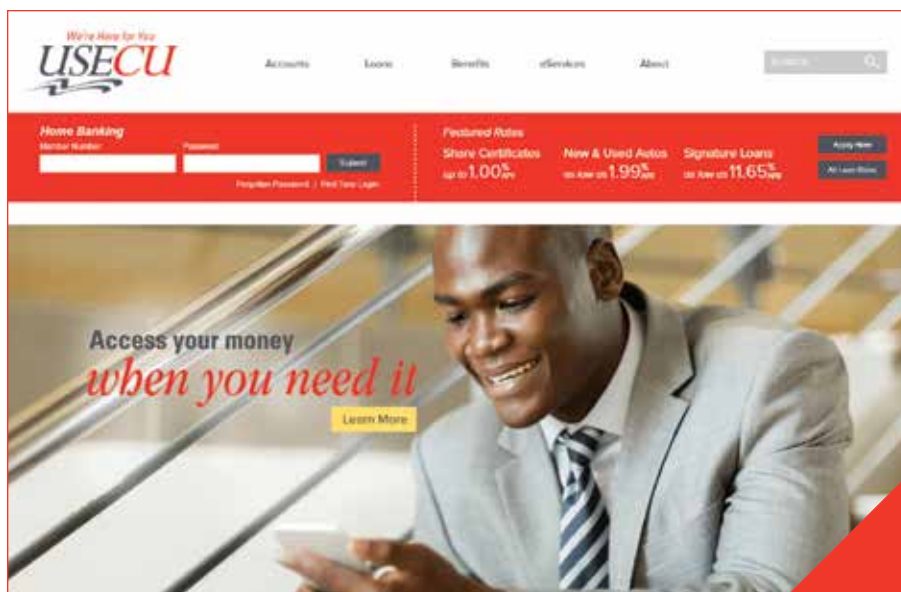 We're Here for You
USECU
Accounts Loans Benefits eServices About
Home Banking
Member Number Password
Submit
Forgotten Password | First Time Login
Featured Rates
Share Certificates
up to 1.00%
New & Used Autos
as low as 1.99%
Signature Loans
as low as 11.65%
Apply Now
Access your money
when you need it
Learn More